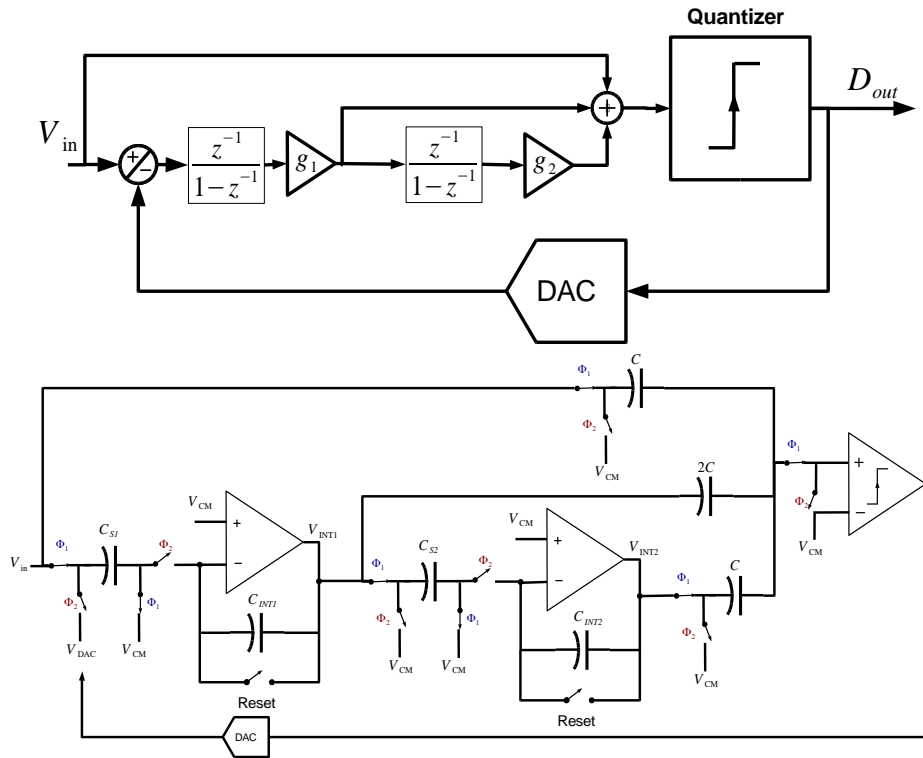 Quantizer
D_out
V_in
+
−
z^{-1}
1−z^{-1}
g_1
z^{-1}
1−z^{-1}
g_2
+
DAC
C
Φ_1
Φ_2
V_CM
2C
Φ_1
+
−
Φ_2
V_CM
V_CM
+
−
V_INT1
V_CM
+
−
V_INT2
V_in
Φ_1
C_S1
Φ_2
Φ_2
Φ_1
V_DAC
V_CM
C_INT1
Reset
Φ_1
C_S2
Φ_2
Φ_2
Φ_1
V_CM
V_CM
C_INT2
Reset
Φ_1
C
Φ_2
V_CM
DAC